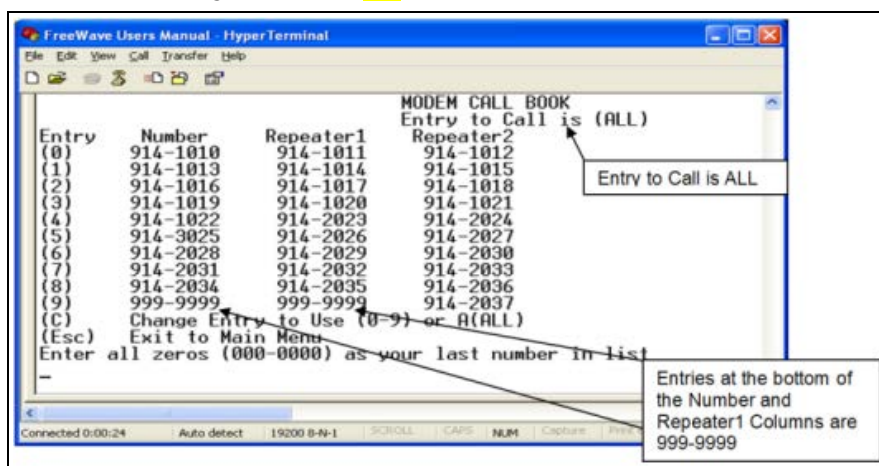 FreeWave Users Manual - HyperTerminal
File Edit View Call Transfer Help
MODEM CALL BOOK
Entry to Call is (ALL)
Entry Number Repeater1 Repeater2
(0) 914-1010 914-1011 914-1012
(1) 914-1013 914-1014 914-1015
(2) 914-1016 914-1017 914-1018
(3) 914-1019 914-1020 914-1021
(4) 914-1022 914-2023 914-2024
(5) 914-3025 914-2026 914-2027
(6) 914-2028 914-2029 914-2030
(7) 914-2031 914-2032 914-2033
(8) 914-2034 914-2035 914-2036
(9) 999-9999 999-9999 914-2037
(C) Change Entry to Use (0-9) or A(ALL)
(Esc) Exit to Main Menu
Enter all zeros (000-0000) as your last number in list
Entry to Call is ALL
Entries at the bottom of
the Number and
Repeater1 Columns are
999-9999
Connected 0:00:24 Auto detect 19200 8-N-1 SCROLL CAPS NUM Capture